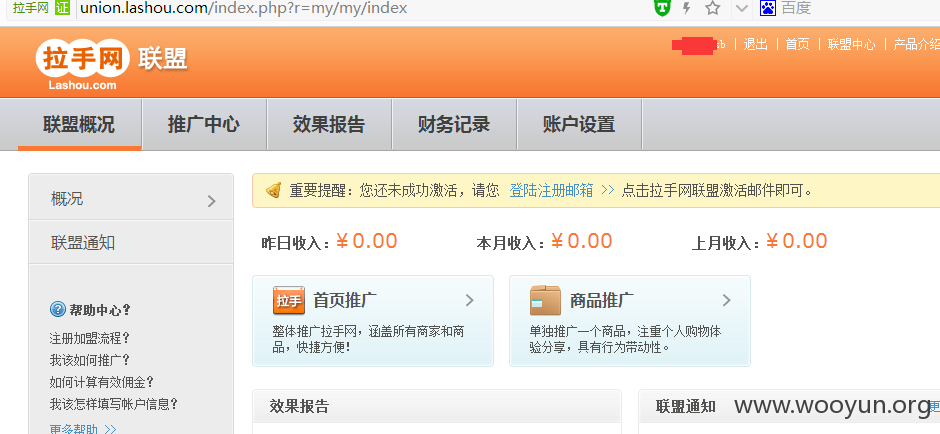 拉手网 证 union.lashou.com/index.php?r=my/my/index 百度
拉手网 联盟
Lashou.com
退出 | 首页 | 联盟中心 | 产品介绍
联盟概况 推广中心 效果报告 财务记录 账户设置
概况
联盟通知
帮助中心?
注册加盟流程?
我该如何推广?
如何计算有效佣金?
我该怎样填写帐户信息?
更多帮助 >>
重要提醒：您还未成功激活，请您 登陆注册邮箱 >> 点击拉手网联盟激活邮件即可。
昨日收入：¥0.00 本月收入：¥0.00 上月收入：¥0.00
拉手 首页推广
整体推广拉手网，涵盖所有商家和商
品，快捷方便!
商品推广
单独推广一个商品，注重个人购物体
验分享，具有行为带动性。
效果报告
联盟通知
www.wooyun.org